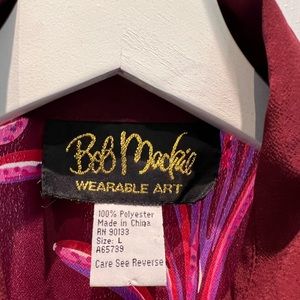 Bob Mackie
WEARABLE ART
100% Polyester
Made in China
RN 90133
Size: L
A65739
Care See Reverse